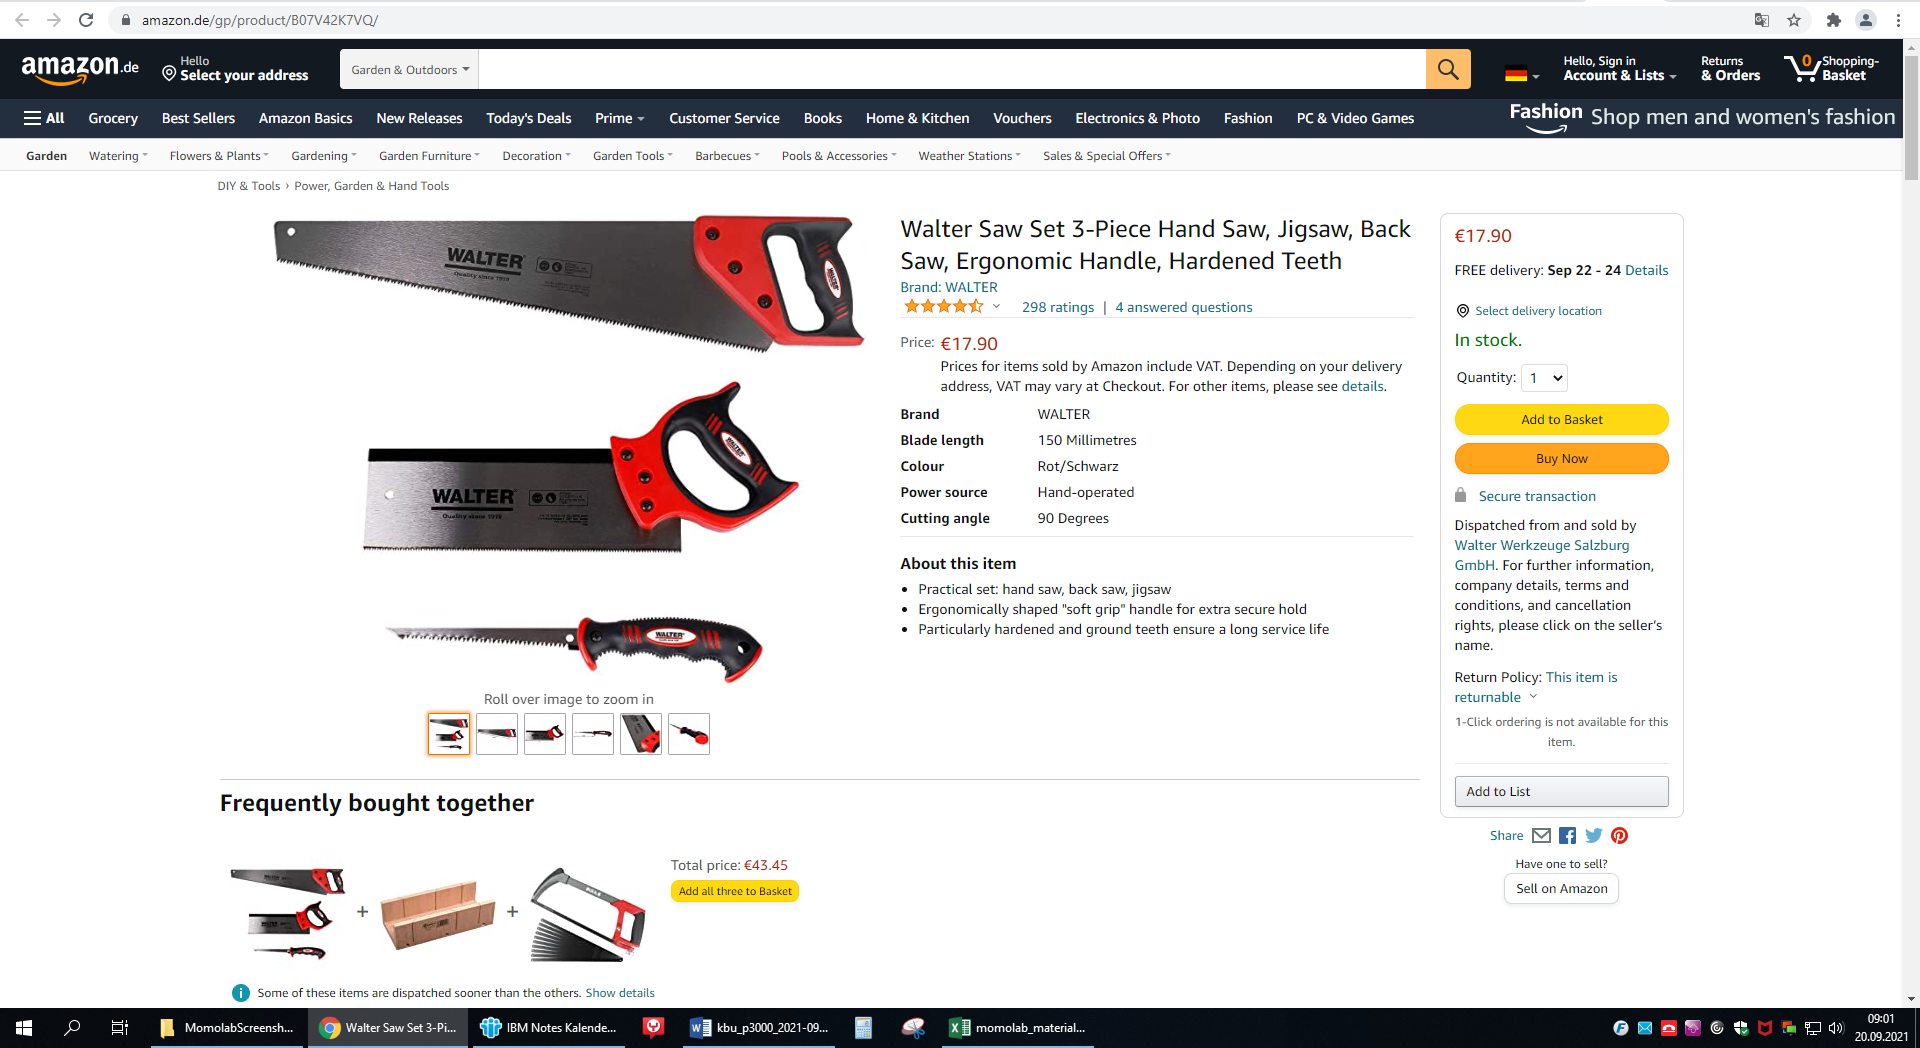 amazon.de/gp/product/B07V42K7VQ/
amazon.de
Hello
Select your address
Garden & Outdoors
Hello, Sign in
Account & Lists
Returns
& Orders
0
Shopping-
Basket
All
Grocery
Best Sellers
Amazon Basics
New Releases
Today's Deals
Prime
Customer Service
Books
Home & Kitchen
Vouchers
Electronics & Photo
Fashion
PC & Video Games
Fashion Shop men and women's fashion
Garden
Watering
Flowers & Plants
Gardening
Garden Furniture
Decoration
Garden Tools
Barbecues
Pools & Accessories
Weather Stations
Sales & Special Offers
DIY & Tools › Power, Garden & Hand Tools
WALTER
Quality since 1919
WALTER
WALTER
Quality since 1919
WALTER
WALTER
Roll over image to zoom in
Walter Saw Set 3-Piece Hand Saw, Jigsaw, Back
Saw, Ergonomic Handle, Hardened Teeth
Brand: WALTER
298 ratings | 4 answered questions
Price: €17.90
Prices for items sold by Amazon include VAT. Depending on your delivery
address, VAT may vary at Checkout. For other items, please see details.
Brand WALTER
Blade length 150 Millimetres
Colour Rot/Schwarz
Power source Hand-operated
Cutting angle 90 Degrees
About this item
• Practical set: hand saw, back saw, jigsaw
• Ergonomically shaped "soft grip" handle for extra secure hold
• Particularly hardened and ground teeth ensure a long service life
€17.90
FREE delivery: Sep 22 - 24 Details
Select delivery location
In stock.
Quantity: 1
Add to Basket
Buy Now
Secure transaction
Dispatched from and sold by
Walter Werkzeuge Salzburg
GmbH. For further information,
company details, terms and
conditions, and cancellation
rights, please click on the seller's
name.
Return Policy: This item is
returnable
1-Click ordering is not available for this
item.
Add to List
Share
Have one to sell?
Sell on Amazon
Frequently bought together
+
+
Total price: €43.45
Add all three to Basket
Some of these items are dispatched sooner than the others. Show details
MomolabScreensh...
Walter Saw Set 3-Pi...
IBM Notes Kalende...
kbu_p3000_2021-09...
momolab_material...
09:01
20.09.2021